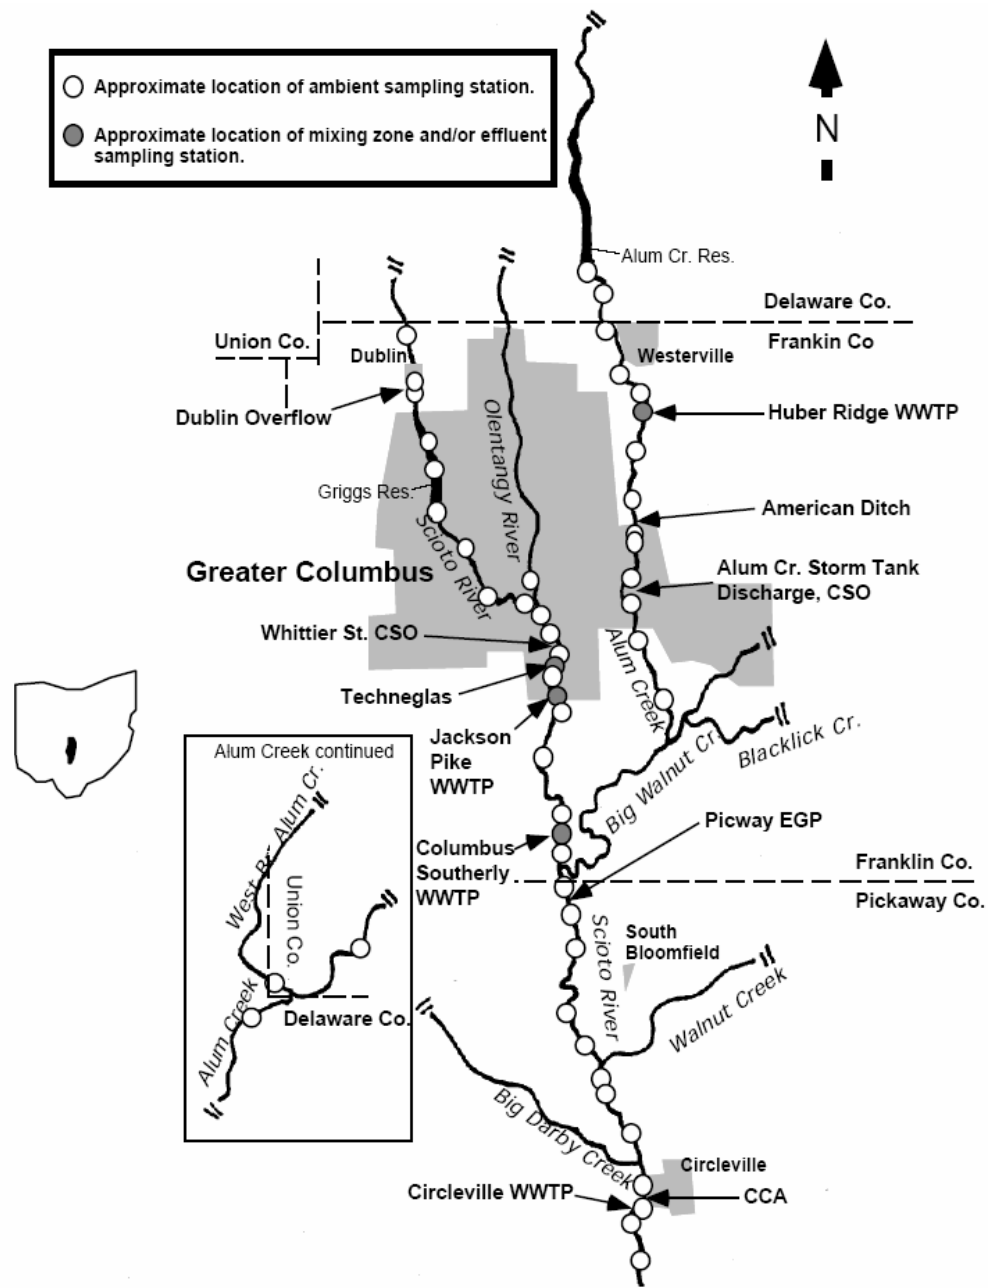 Approximate location of ambient sampling station.
Approximate location of mixing zone and/or effluent
sampling station.
N
Alum Cr. Res.
Delaware Co.
Union Co.
Dublin
Westerville
Frankin Co
Dublin Overflow
Huber Ridge WWTP
Olentangy River
Griggs Res.
Scioto River
American Ditch
Greater Columbus
Alum Cr. Storm Tank
Discharge, CSO
Whittier St. CSO
Alum Creek
Techneglas
Jackson
Pike
WWTP
Big Walnut Cr.
Blacklick Cr.
Alum Creek continued
West Br. Alum Cr.
Union Co.
Alum Creek
Delaware Co.
Columbus
Southerly
WWTP
Picway EGP
Franklin Co.
Pickaway Co.
Scioto River
South
Bloomfield
Walnut Creek
Big Darby Creek
Circleville
Circleville WWTP
CCA